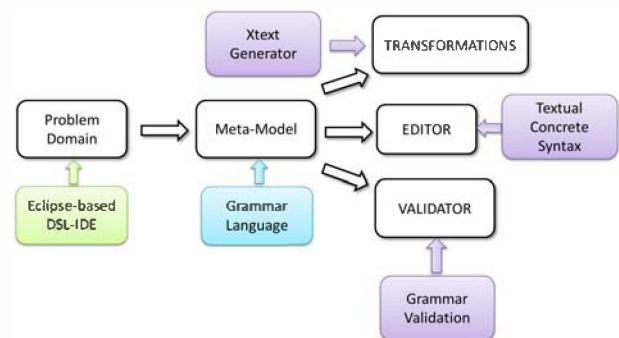 Xtext
Generator
TRANSFORMATIONS
Problem
Domain
Meta-Model
EDITOR
Textual
Concrete
Syntax
Eclipse-based
DSL-IDE
Grammar
Language
VALIDATOR
Grammar
Validation